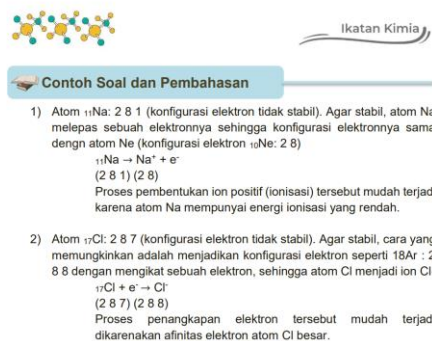 Ikatan Kimia
Contoh Soal dan Pembahasan
1) Atom ₁₁Na: 2 8 1 (konfigurasi elektron tidak stabil). Agar stabil, atom Na
melepas sebuah elektronnya sehingga konfigurasi elektronnya sama
dengn atom Ne (konfigurasi elektron ₁₀Ne: 2 8)
₁₁Na → Na⁺ + e⁻
(2 8 1) (2 8)
Proses pembentukan ion positif (ionisasi) tersebut mudah terjad
karena atom Na mempunyai energi ionisasi yang rendah.
2) Atom ₁₇Cl: 2 8 7 (konfigurasi elektron tidak stabil). Agar stabil, cara yang
memungkinkan adalah menjadikan konfigurasi elektron seperti 18Ar : 2
8 8 dengan mengikat sebuah elektron, sehingga atom Cl menjadi ion Cl
₁₇Cl + e⁻ → Cl⁻
(2 8 7) (2 8 8)
Proses penangkapan elektron tersebut mudah terjad
dikarenakan afinitas elektron atom Cl besar.